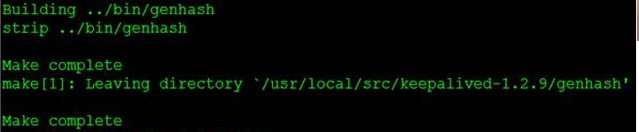 Building ../bin/genhash
strip ../bin/genhash
Make complete
make[1]: Leaving directory `/usr/local/src/keepalived-1.2.9/genhash'
Make complete